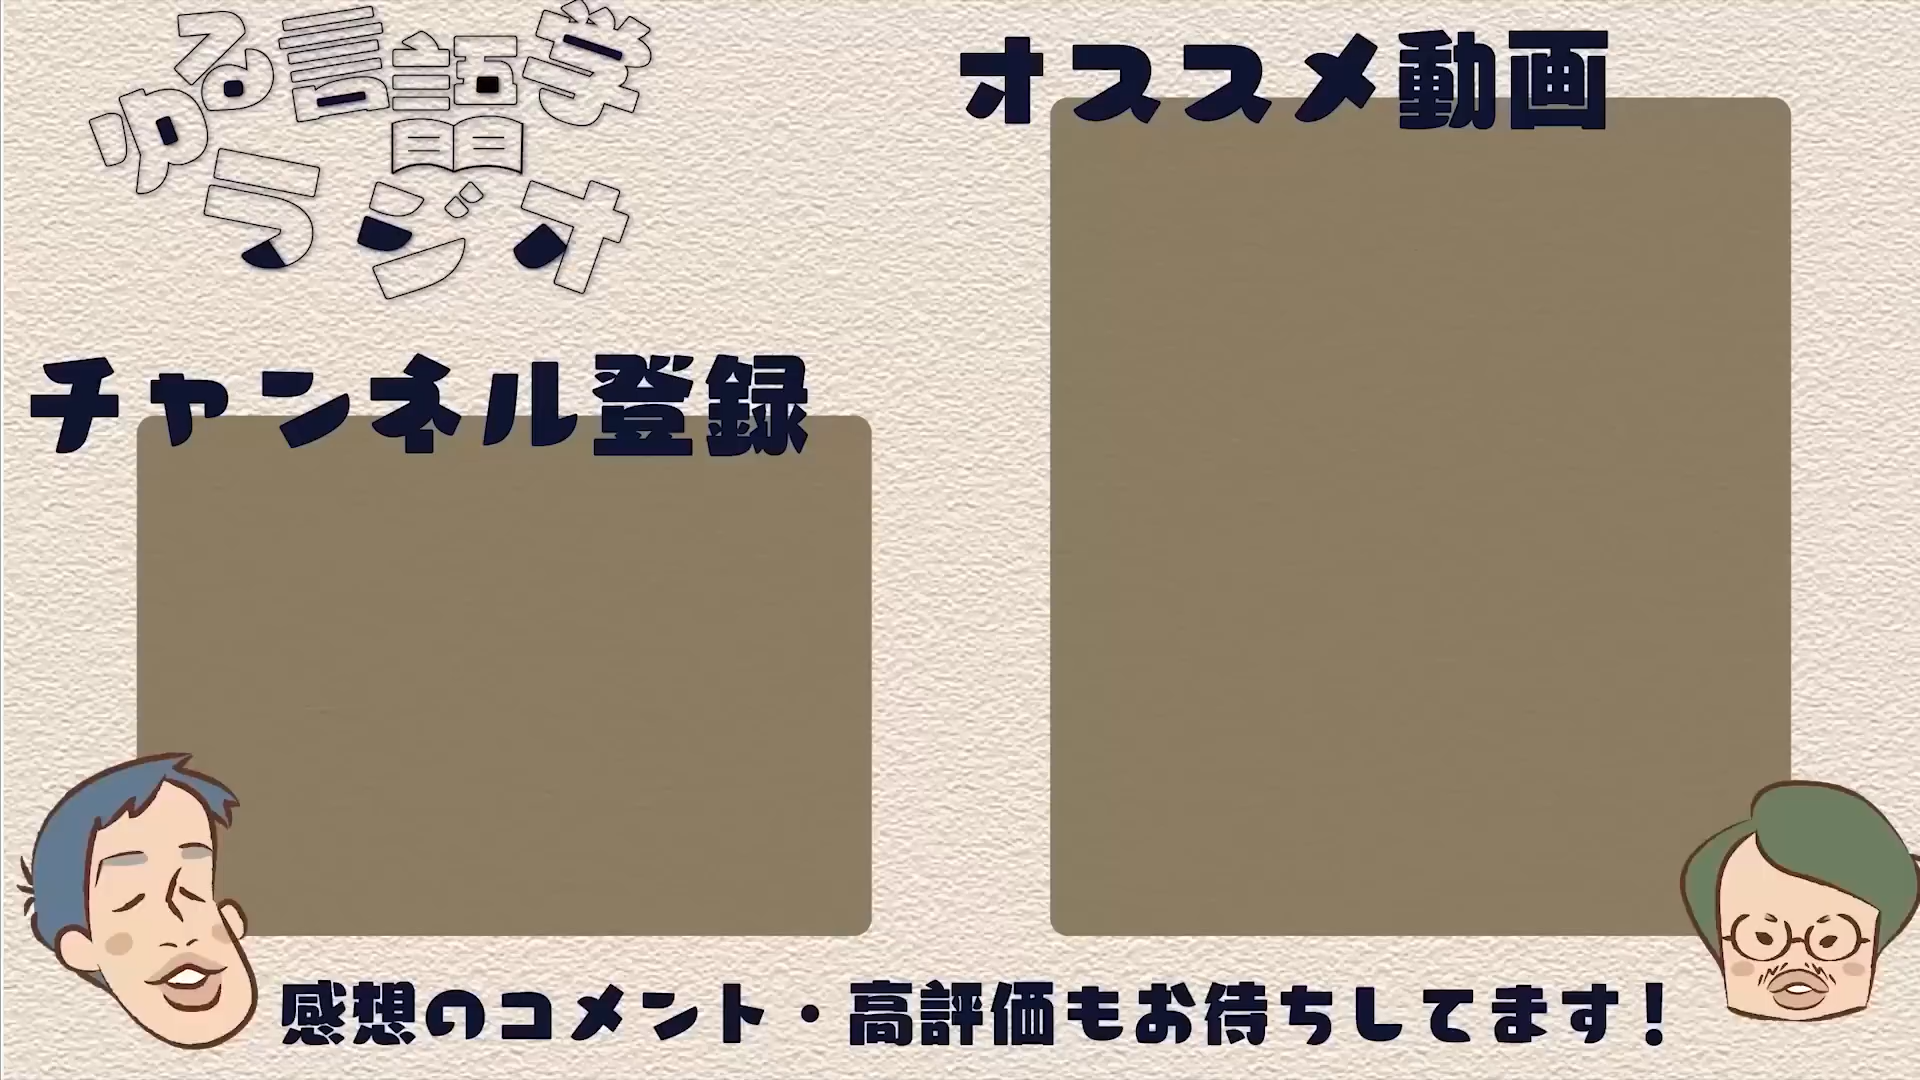 ゆる言語学
ラジオ
オススメ動画
チャンネル登録
感想のコメント・高評価もお待ちしてます!